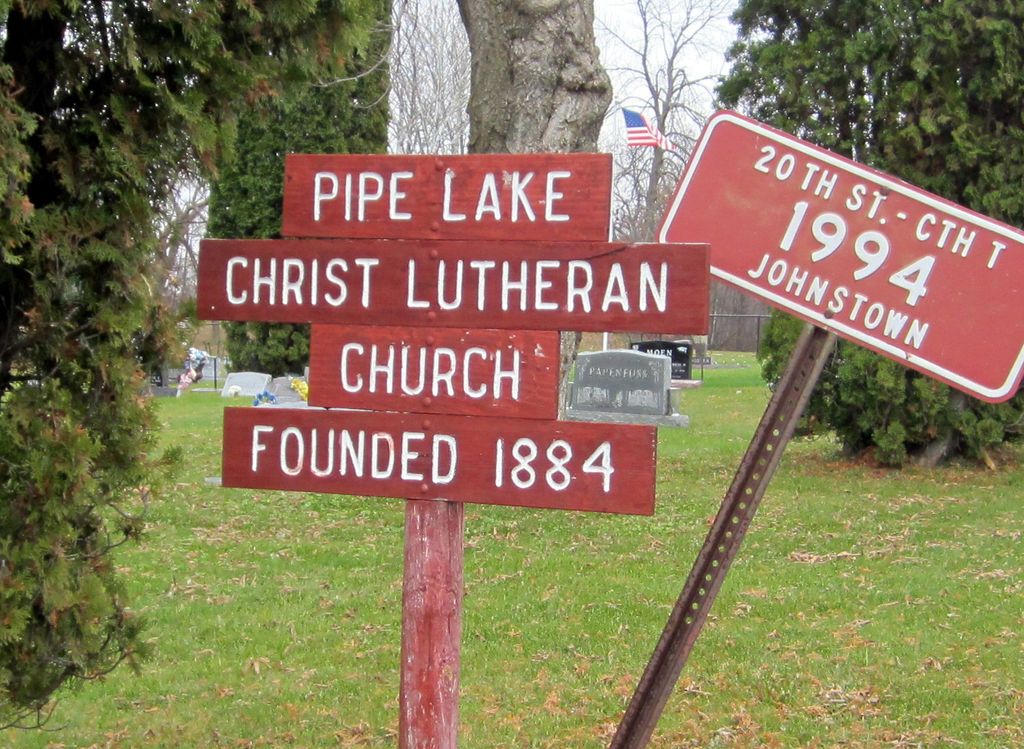 PIPE LAKE
CHRIST LUTHERAN
CHURCH
FOUNDED 1884
20TH ST. - CTH T
1994
JOHNSTOWN
PAPENFUSS
MOEN